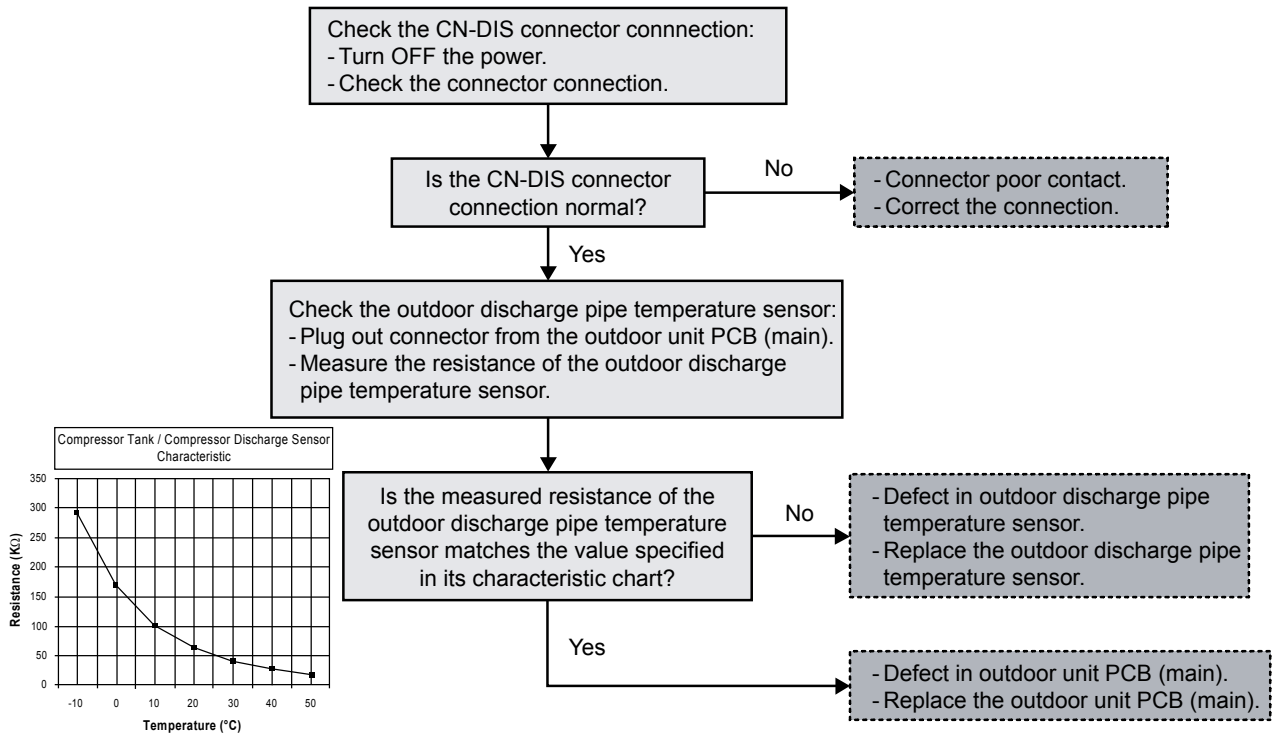 Check the CN-DIS connector connnection:
- Turn OFF the power.
- Check the connector connection.
Is the CN-DIS connector
connection normal?
No
- Connector poor contact.
- Correct the connection.
Yes
Check the outdoor discharge pipe temperature sensor:
- Plug out connector from the outdoor unit PCB (main).
- Measure the resistance of the outdoor discharge
pipe temperature sensor.
Compressor Tank / Compressor Discharge Sensor
Characteristic
Resistance (KΩ)
350
300
250
200
150
100
50
0
-10 0 10 20 30 40 50
Temperature (°C)
Is the measured resistance of the
outdoor discharge pipe temperature
sensor matches the value specified
in its characteristic chart?
No
- Defect in outdoor discharge pipe
temperature sensor.
- Replace the outdoor discharge pipe
temperature sensor.
Yes
- Defect in outdoor unit PCB (main).
- Replace the outdoor unit PCB (main).